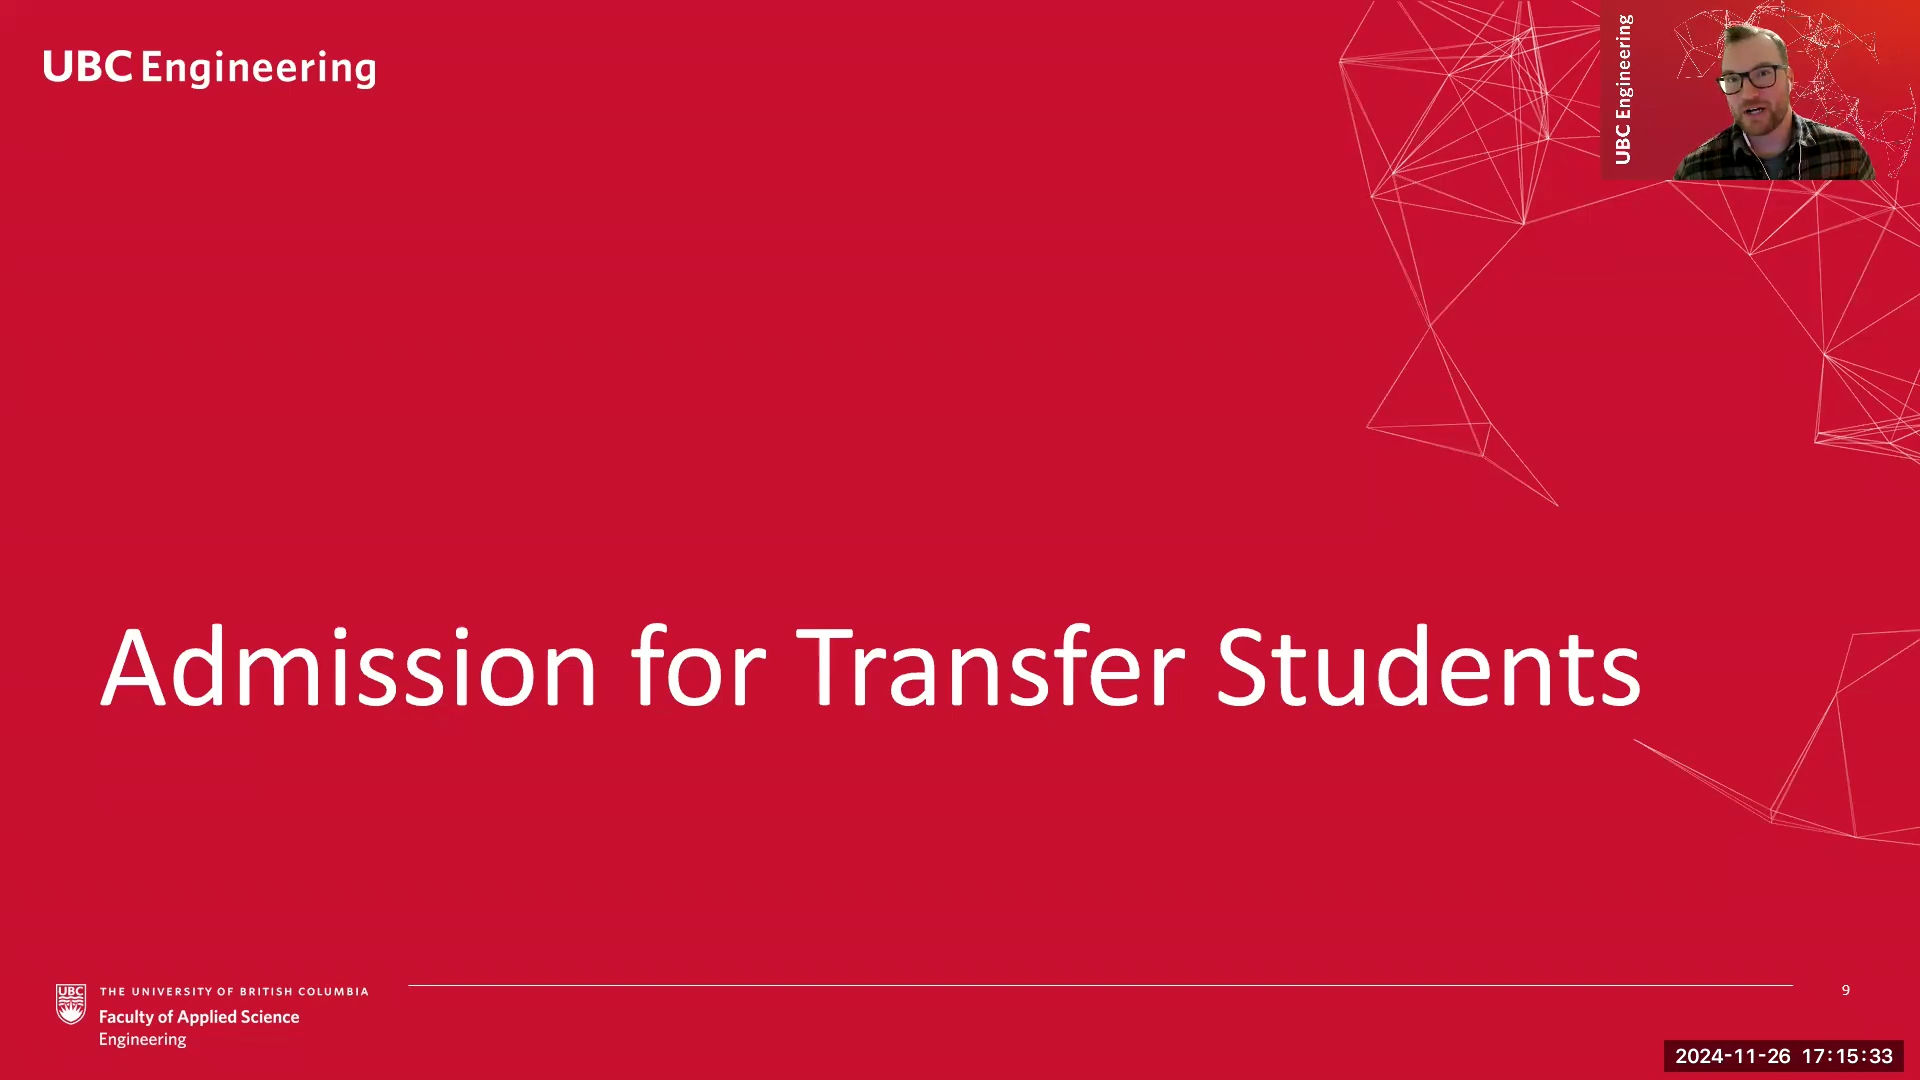 UBC Engineering
UBC Engineering
Admission for Transfer Students
UBC
THE UNIVERSITY OF BRITISH COLUMBIA
Faculty of Applied Science
Engineering
9
2024-11-26 17:15:33